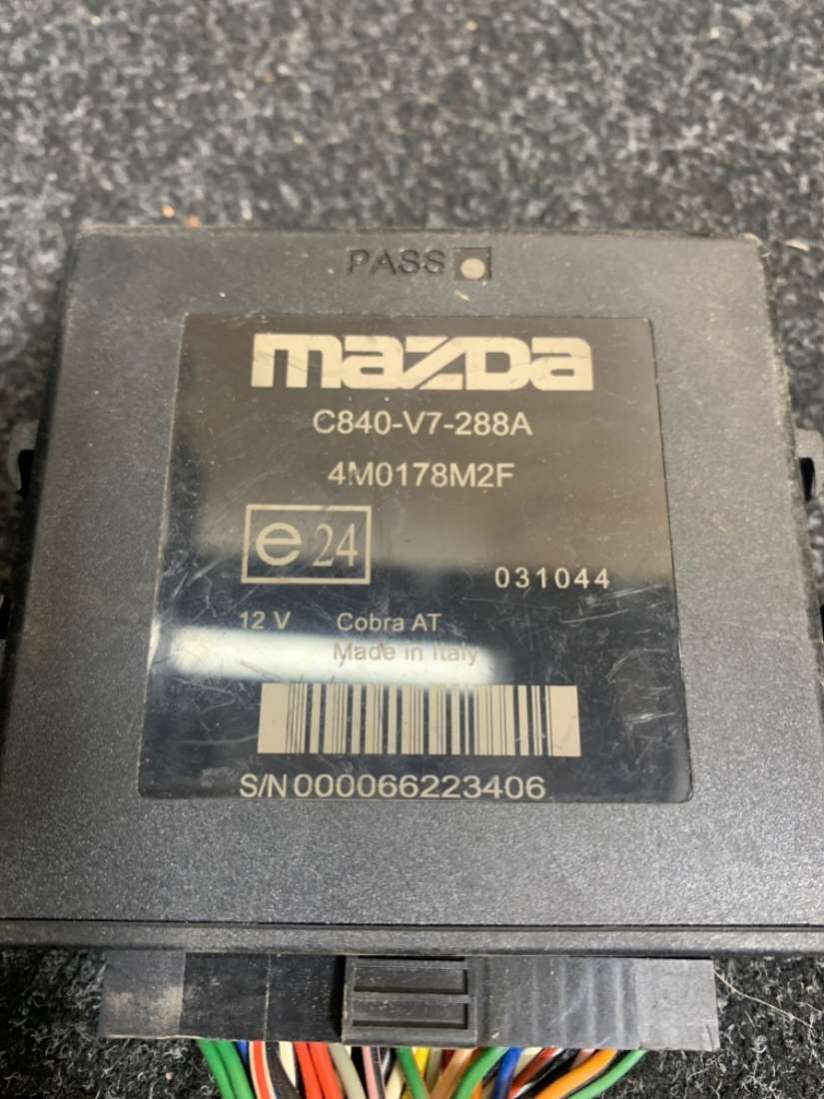 PASS
mazda
C840-V7-288A
4M0178M2F
e24
031044
12 V Cobra AT
Made in Italy
S/N 000066223406